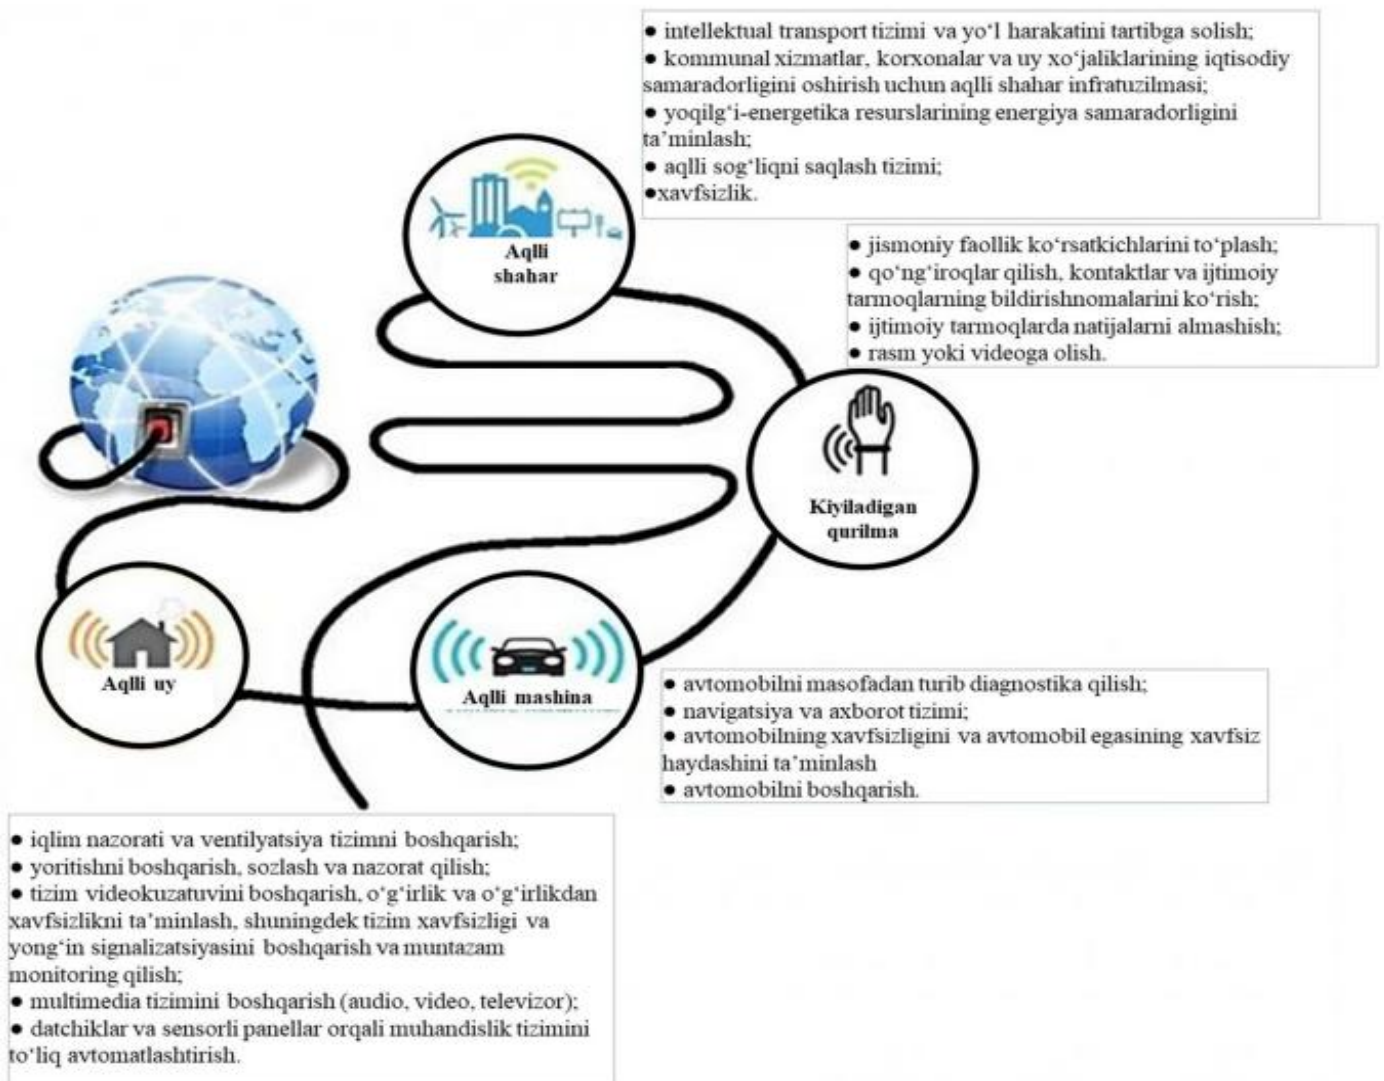 ● intellektual transport tizimi va yo‘l harakatini tartibga solish;
● kommunal xizmatlar, korxonalar va uy xo‘jaliklarining iqtisodiy
samaradorligini oshirish uchun aqlli shahar infratuzilmasi;
● yoqilg‘i-energetika resurslarining energiya samaradorligini
ta’minlash;
● aqlli sog‘liqni saqlash tizimi;
●xavfsizlik.
Aqlli
shahar
● jismoniy faollik ko‘rsatkichlarini to‘plash;
● qo‘ng‘iroqlar qilish, kontaktlar va ijtimoiy
tarmoqlarning bildirishnomalarini ko‘rish;
● ijtimoiy tarmoqlarda natijalarni almashish;
● rasm yoki videoga olish.
Kiyiladigan
qurilma
Aqlli uy
Aqlli mashina
● avtomobilni masofadan turib diagnostika qilish;
● navigatsiya va axborot tizimi;
● avtomobilning xavfsizligini va avtomobil egasining xavfsiz
haydashini ta’minlash
● avtomobilni boshqarish.
● iqlim nazorati va ventilyatsiya tizimni boshqarish;
● yoritishni boshqarish, sozlash va nazorat qilish;
● tizim videokuzatuvini boshqarish, o‘g‘irlik va o‘g‘irlikdan
xavfsizlikni ta’minlash, shuningdek tizim xavfsizligi va
yong‘in signalizatsiyasini boshqarish va muntazam
monitoring qilish;
● multimedia tizimini boshqarish (audio, video, televizor);
● datchiklar va sensorli panellar orqali muhandislik tizimini
to‘liq avtomatlashtirish.